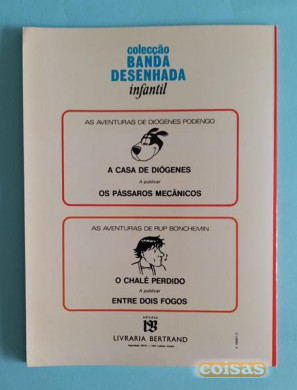 colecção
BANDA
DESENHADA
infantil
AS AVENTURAS DE DIÓGENES PODENGO
A CASA DE DIÓGENES
A publicar
OS PÁSSAROS MECÂNICOS
AS AVENTURAS DE RUP BONCHEMIN
O CHALÉ PERDIDO
A publicar
ENTRE DOIS FOGOS
LIVRARIA BERTRAND
coisas